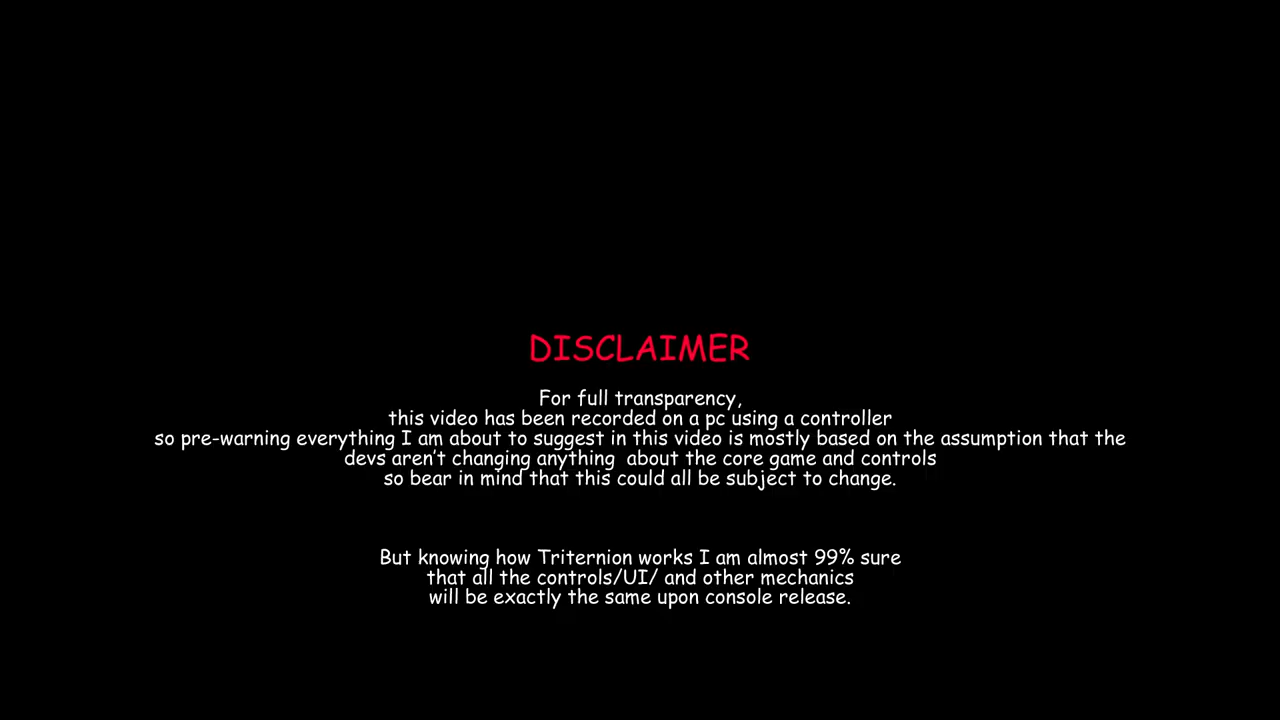 DISCLAIMER
For full transparency,
this video has been recorded on a pc using a controller
so pre-warning everything I am about to suggest in this video is mostly based on the assumption that the
devs aren't changing anything  about the core game and controls
so bear in mind that this could all be subject to change.
But knowing how Triternion works I am almost 99% sure
that all the controls/UI/ and other mechanics
will be exactly the same upon console release.